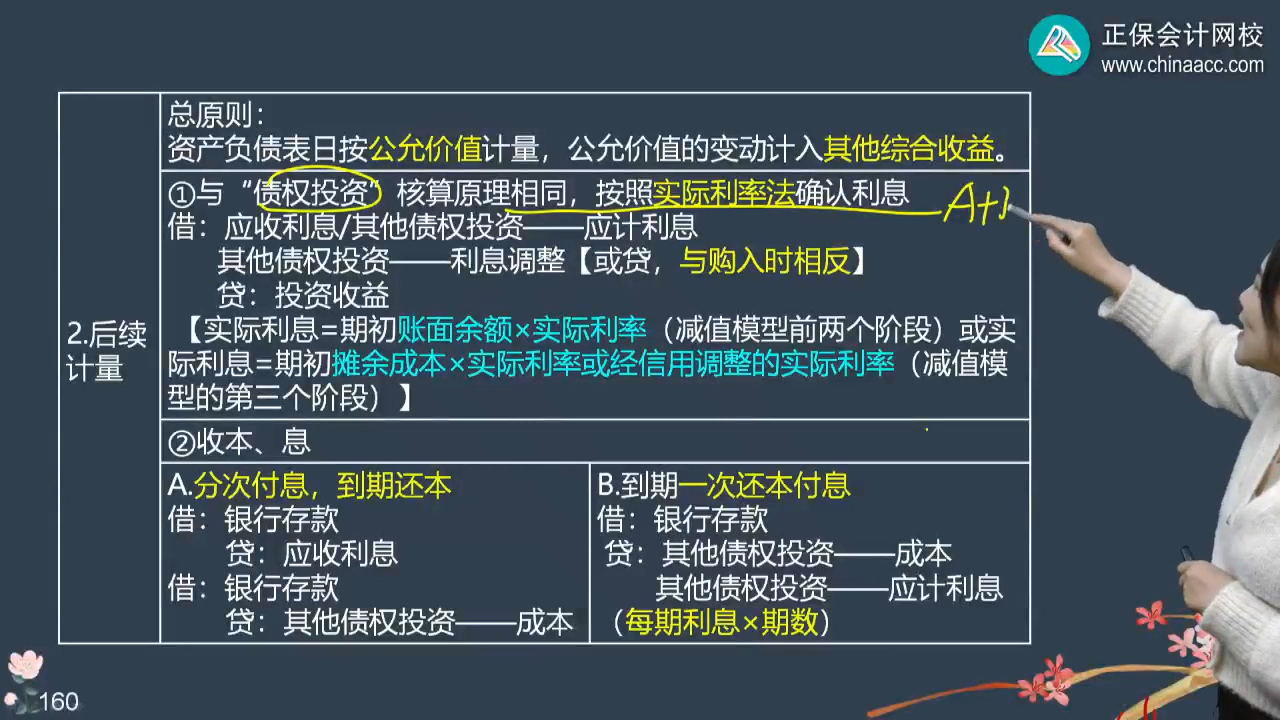 正保会计网校
www.chinaacc.com
总原则：
资产负债表日按公允价值计量，公允价值的变动计入其他综合收益。
①与“债权投资”核算原理相同，按照实际利率法确认利息
借：应收利息/其他债权投资——应计利息
其他债权投资——利息调整【或贷，与购入时相反】
贷：投资收益
【实际利息=期初账面余额×实际利率（减值模型前两个阶段）或实
际利息=期初摊余成本×实际利率或经信用调整的实际利率（减值模
型的第三个阶段）】
2.后续
计量
②收本、息
A.分次付息，到期还本
借：银行存款
贷：应收利息
借：银行存款
贷：其他债权投资——成本
B.到期一次还本付息
借：银行存款
贷：其他债权投资——成本
其他债权投资——应计利息
（每期利息×期数）
160